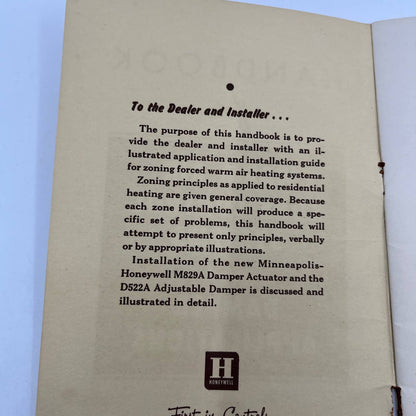 To the Dealer and Installer . . .
The purpose of this handbook is to pro-
vide the dealer and installer with an il-
lustrated application and installation guide
for zoning forced warm air heating systems.
Zoning principles as applied to residential
heating are given general coverage. Because
each zone installation will produce a spe-
cific set of problems, this handbook will
attempt to present only principles, verbally
or by appropriate illustrations.
Installation of the new Minneapolis-
Honeywell M829A Damper Actuator and the
D522A Adjustable Damper is discussed and
illustrated in detail.
H
HONEYWELL
First in Controls